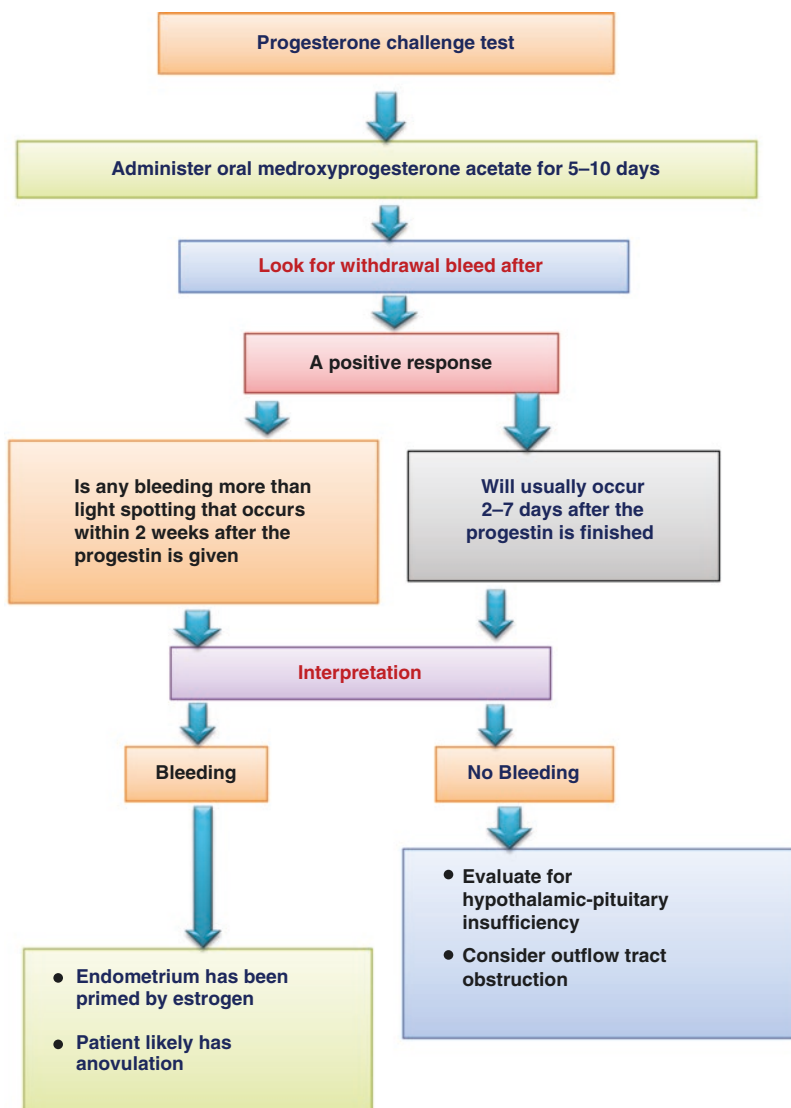 Progesterone challenge test
Administer oral medroxyprogesterone acetate for 5–10 days
Look for withdrawal bleed after
A positive response
Is any bleeding more than
light spotting that occurs
within 2 weeks after the
progestin is given
Will usually occur
2–7 days after the
progestin is finished
Interpretation
Bleeding
No Bleeding
• Endometrium has been
primed by estrogen
• Patient likely has
anovulation
• Evaluate for
hypothalamic-pituitary
insufficiency
• Consider outflow tract
obstruction